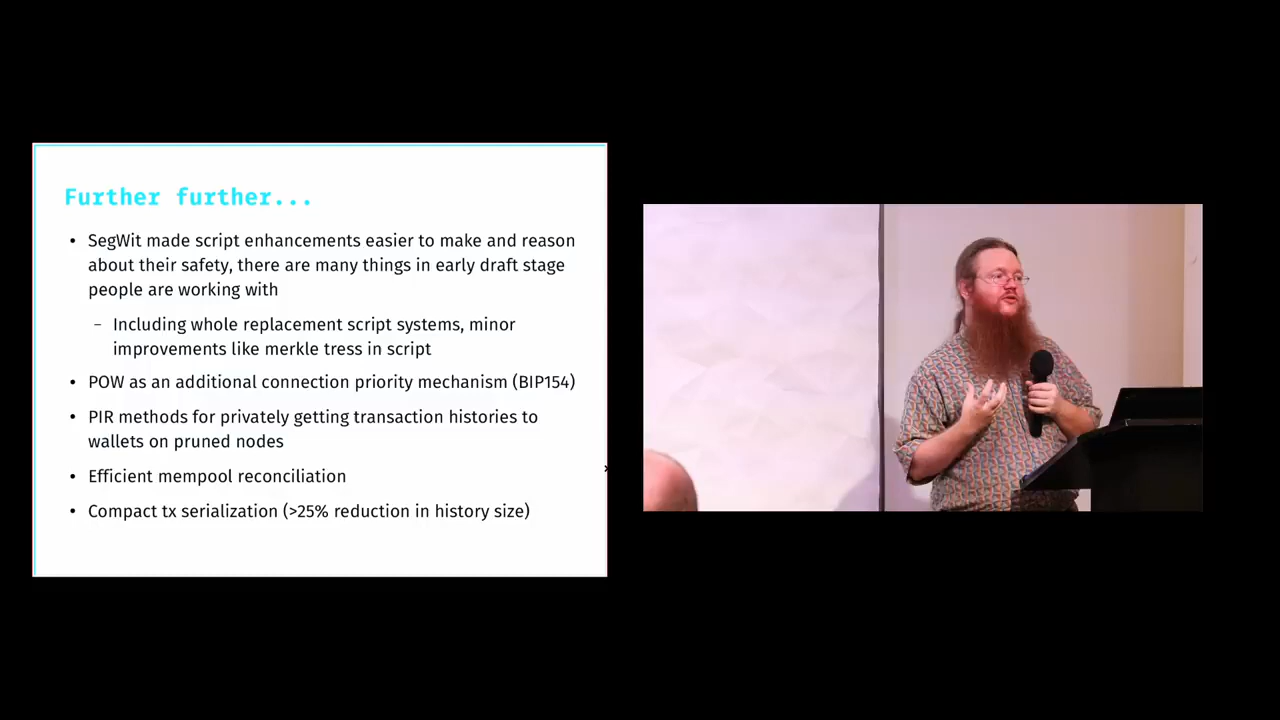 Further further...
• SegWit made script enhancements easier to make and reason
about their safety, there are many things in early draft stage
people are working with
– Including whole replacement script systems, minor
improvements like merkle tress in script
• POW as an additional connection priority mechanism (BIP154)
• PIR methods for privately getting transaction histories to
wallets on pruned nodes
• Efficient mempool reconciliation
• Compact tx serialization (>25% reduction in history size)